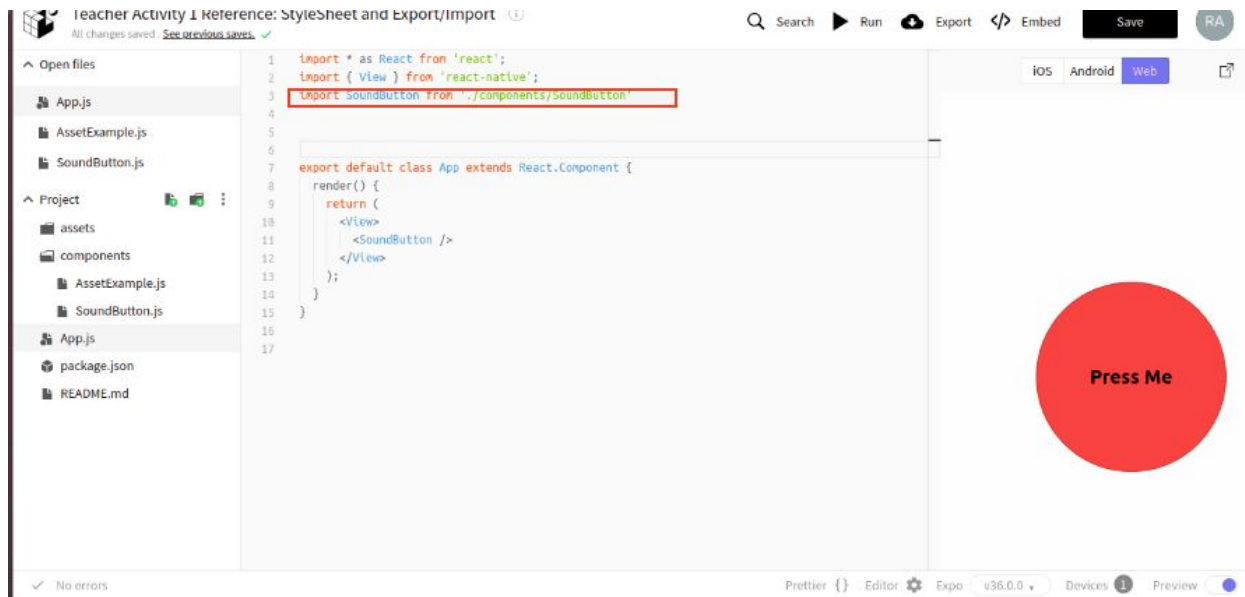 Teacher Activity 1 Reference: StyleSheet and Export/Import
All changes saved. See previous saves.
Search Run Export </> Embed Save RA
Open files
App.js
AssetExample.js
SoundButton.js
Project
assets
components
AssetExample.js
SoundButton.js
App.js
package.json
README.md
1 import * as React from 'react';
2 import { View } from 'react-native';
3 import SoundButton from './components/SoundButton'
4
5
6
7 export default class App extends React.Component {
8 render() {
9 return (
10 <View>
11 <SoundButton />
12 </View>
13 );
14 }
15 }
16
17
iOS Android Web
Press Me
No errors
Prettier {} Editor Expo v36.0.0 Devices 1 Preview